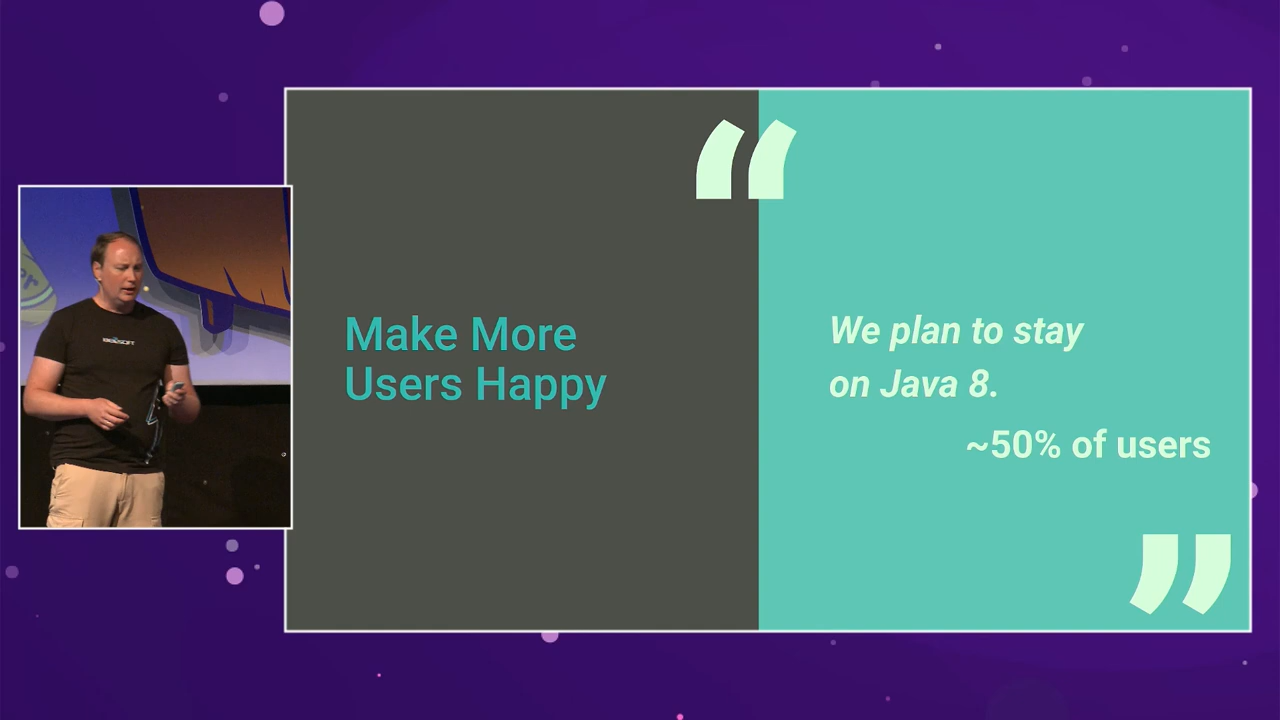 Make More
Users Happy
“
We plan to stay
on Java 8.
~50% of users
”